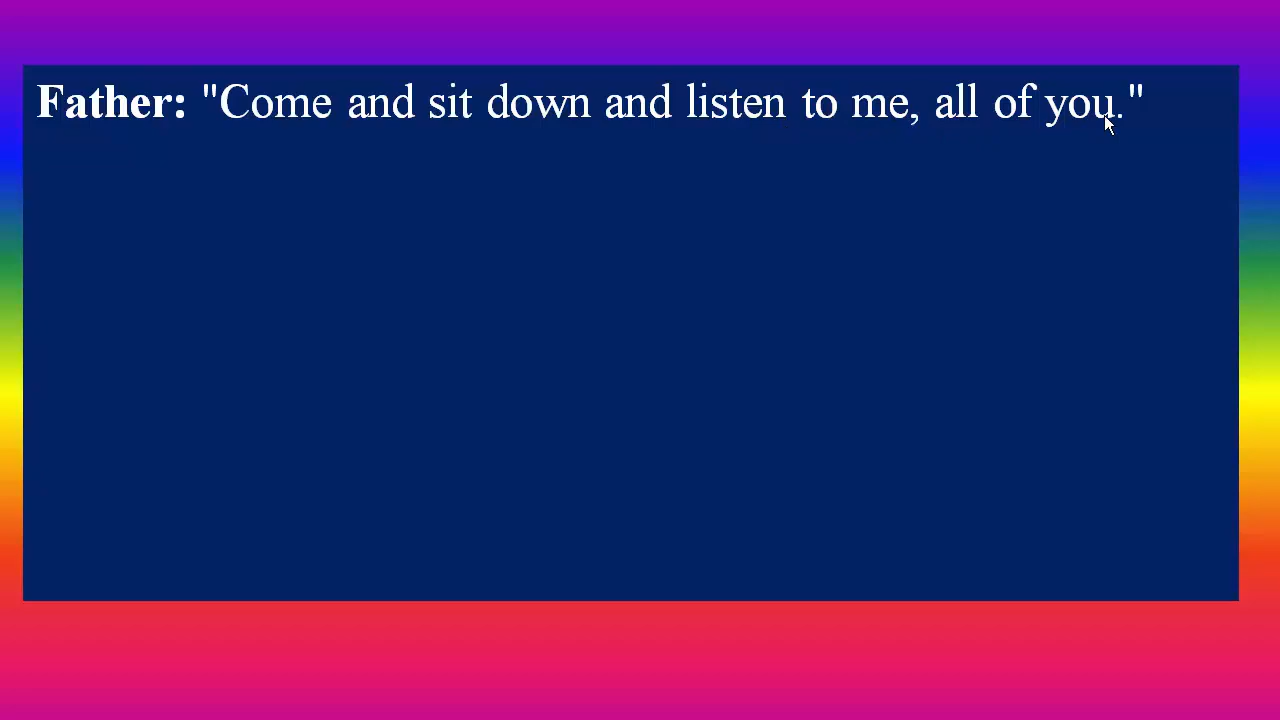 Father: "Come and sit down and listen to me, all of you."